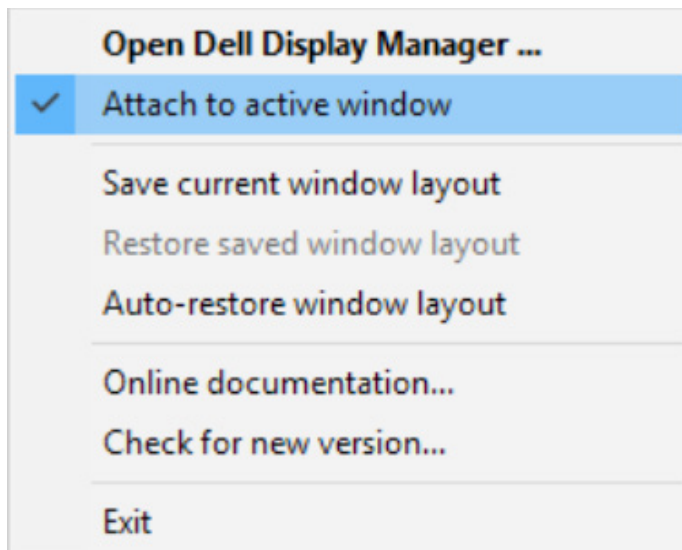 Open Dell Display Manager ...
Attach to active window
Save current window layout
Restore saved window layout
Auto-restore window layout
Online documentation...
Check for new version...
Exit